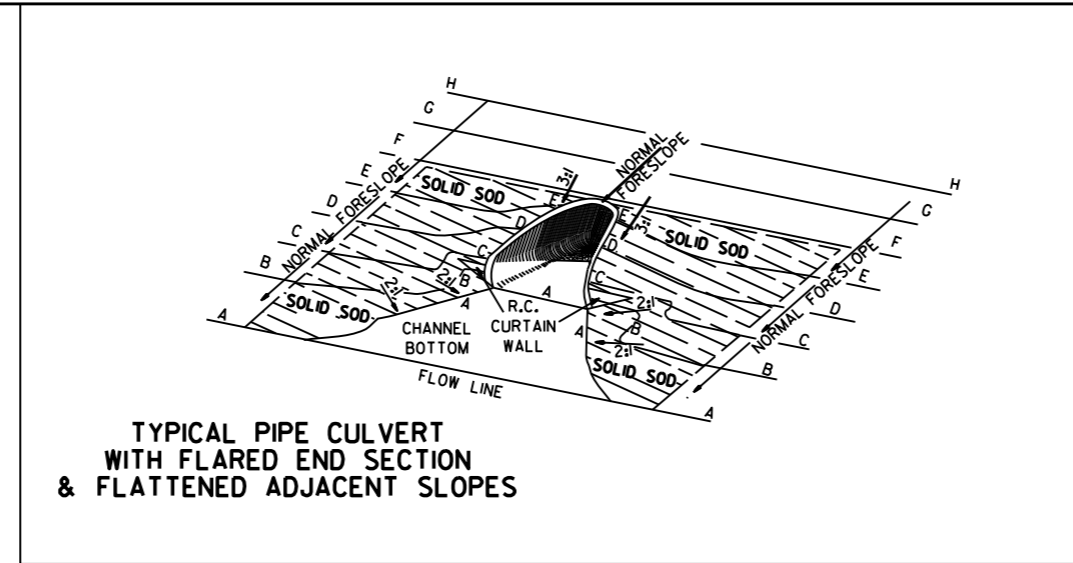 H
G
F
E
D
C
B
A
NORMAL FORESLOPE
SOLID SOD
3:1
NORMAL
FORESLOPE
H
G
F
E
D
C
B
A
E
D
C
B
A
E
D
C
B
A
A
3:1
SOLID SOD
NORMAL FORESLOPE
2:1
2:1
SOLID SOD
2:1
2:1
SOLID SOD
CHANNEL
BOTTOM
R.C.
CURTAIN
WALL
FLOW LINE
TYPICAL PIPE CULVERT
WITH FLARED END SECTION
& FLATTENED ADJACENT SLOPES